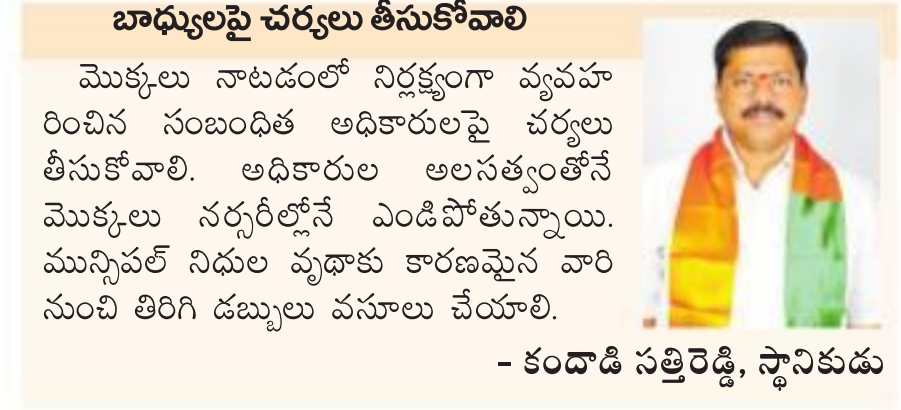 బాధ్యులపై చర్యలు తీసుకోవాలి
మొక్కలు నాటడంలో నిర్లక్ష్యంగా వ్యవహ
రించిన సంబంధిత అధికారులపై చర్యలు
తీసుకోవాలి. అధికారుల అలసత్వంతోనే
మొక్కలు నర్సరీల్లోనే ఎండిపోతున్నాయి.
మున్సిపల్ నిధుల వృథాకు కారణమైన వారి
నుంచి తిరిగి డబ్బులు వసూలు చేయాలి.
- కందాడి సత్తిరెడ్డి, స్థానికుడు